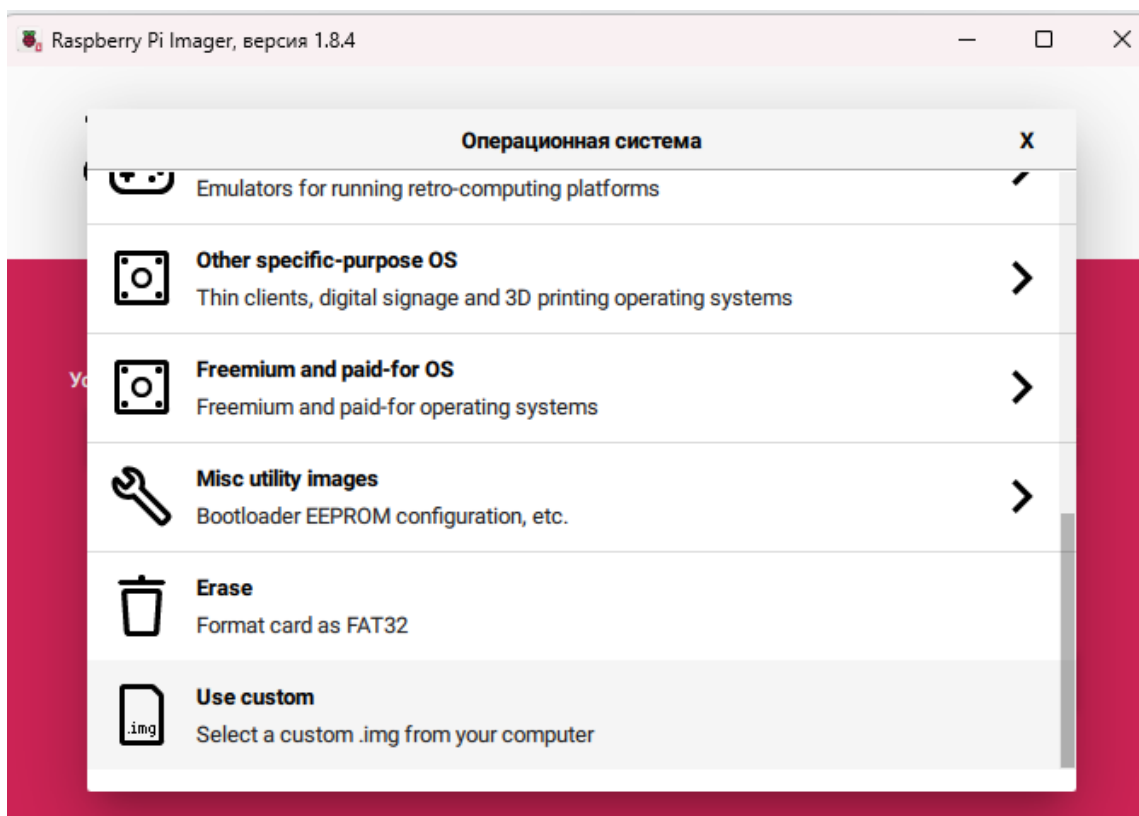 Raspberry Pi Imager, версия 1.8.4
Операционная система
X
Emulators for running retro-computing platforms
Other specific-purpose OS
Thin clients, digital signage and 3D printing operating systems
Ус
Freemium and paid-for OS
Freemium and paid-for operating systems
Misc utility images
Bootloader EEPROM configuration, etc.
Erase
Format card as FAT32
.img
Use custom
Select a custom .img from your computer